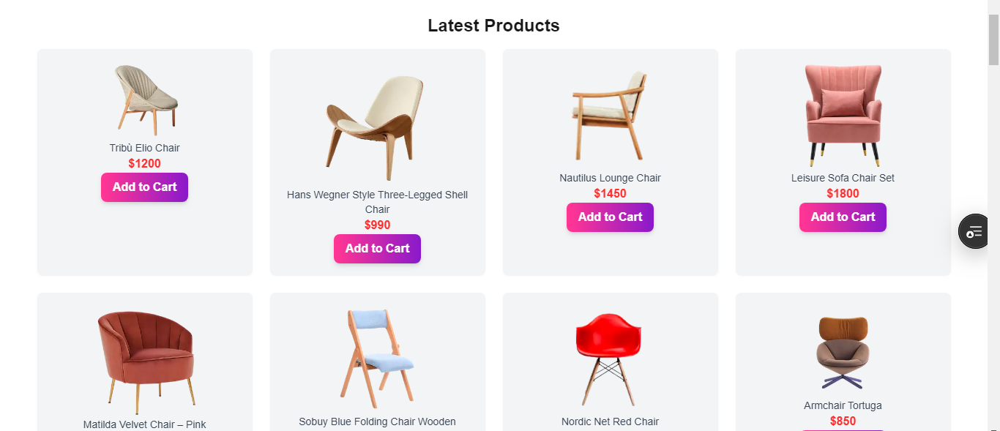 Latest Products
Tribù Elio Chair
$1200
Add to Cart
Hans Wegner Style Three-Legged Shell
Chair
$990
Add to Cart
Nautilus Lounge Chair
$1450
Add to Cart
Leisure Sofa Chair Set
$1800
Add to Cart
Matilda Velvet Chair – Pink
Sobuy Blue Folding Chair Wooden
Nordic Net Red Chair
Armchair Tortuga
$850